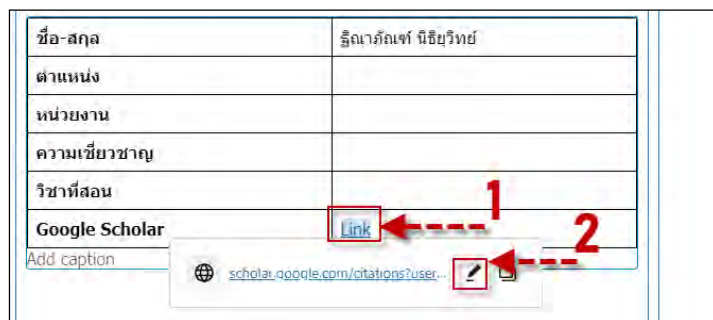 ชื่อ-สกุล ฐิณาภัณฑ์ นิธิยุวิทย์
ตำแหน่ง
หน่วยงาน
ความเชี่ยวชาญ
วิชาที่สอน
Google Scholar Link
1
2
Add caption
scholar.google.com/citations?user...